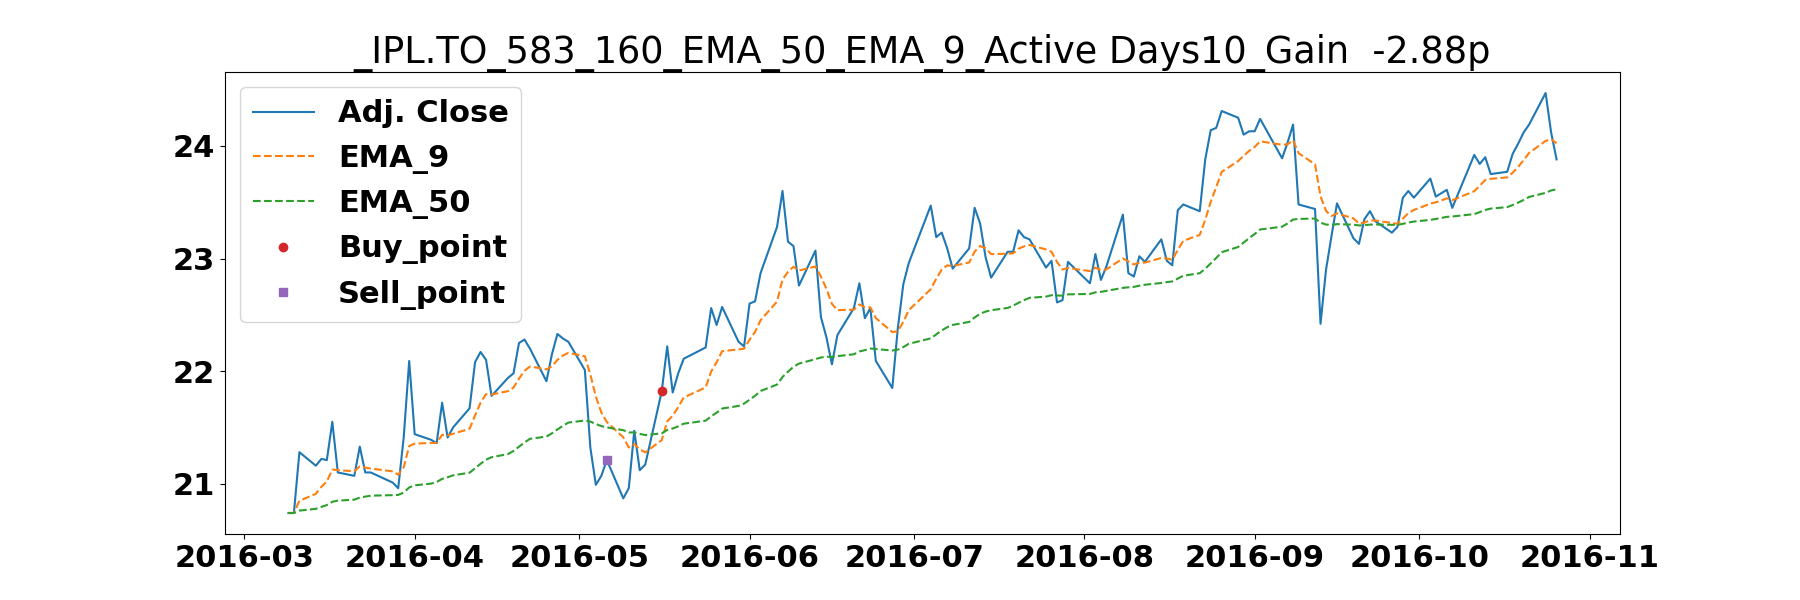 _IPL.TO_583_160_EMA_50_EMA_9_Active Days10_Gain  -2.88p
Adj. Close
EMA_9
EMA_50
Buy_point
Sell_point
24
23
22
21
2016-03 2016-04 2016-05 2016-06 2016-07 2016-08 2016-09 2016-10 2016-11